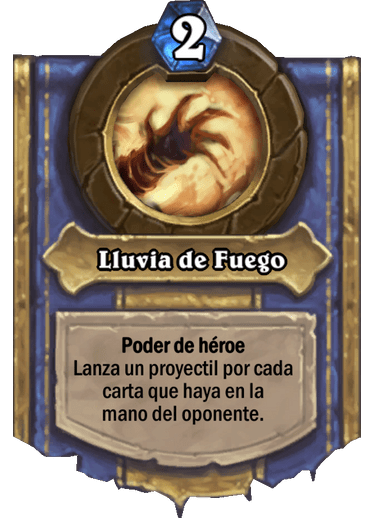 2
Lluvia de Fuego
Poder de héroe
Lanza un proyectil por cada
carta que haya en la
mano del oponente.